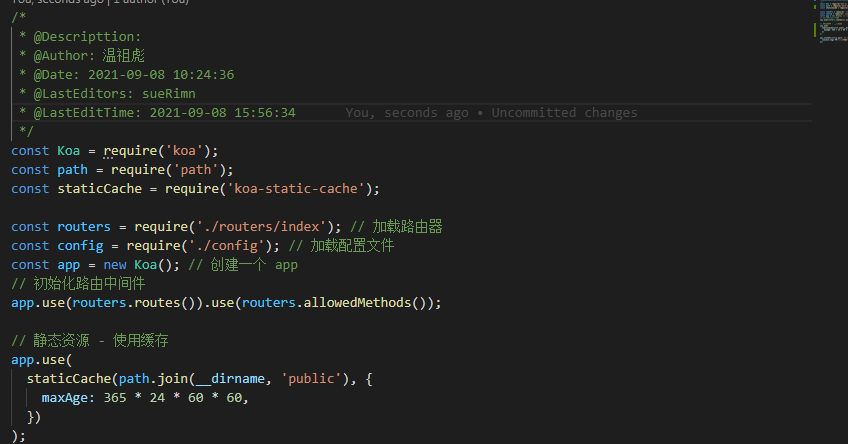 You, seconds ago | 1 author (You)
/*
 * @Descripttion:
 * @Author: 温祖彪
 * @Date: 2021-09-08 10:24:36
 * @LastEditors: sueRimn
 * @LastEditTime: 2021-09-08 15:56:34 You, seconds ago • Uncommitted changes
 */
const Koa = require('koa');
const path = require('path');
const staticCache = require('koa-static-cache');
const routers = require('./routers/index'); // 加载路由器
const config = require('./config'); // 加载配置文件
const app = new Koa(); // 创建一个 app
// 初始化路由中间件
app.use(routers.routes()).use(routers.allowedMethods());
// 静态资源 - 使用缓存
app.use(
  staticCache(path.join(__dirname, 'public'), {
    maxAge: 365 * 24 * 60 * 60,
  })
);